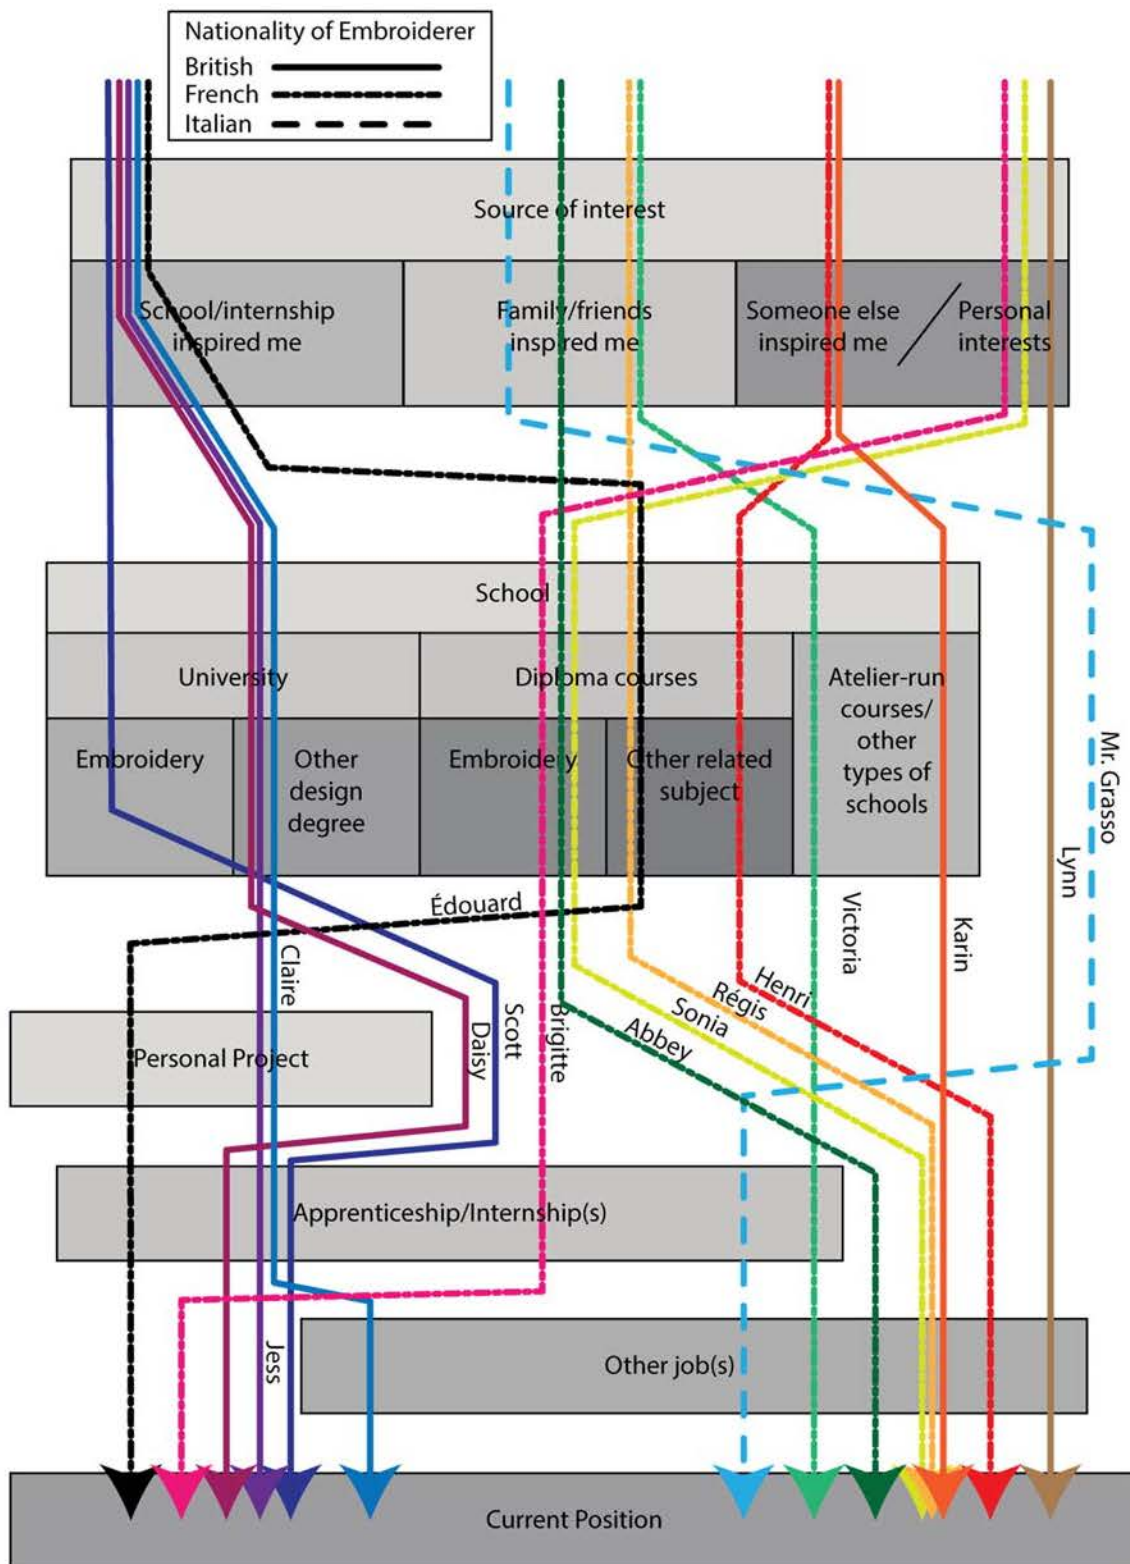 Nationality of Embroiderer
British
French
Italian
Source of interest
School/internship
inspired me
Family/friends
inspired me
Someone else
inspired me
/
Personal
interests
School
University
Diploma courses
Atelier-run
courses/
other
types of
schools
Embroidery
Other
design
degree
Embroidery
Other related
subject
Mr. Grasso
Lynn
Édouard
Victoria
Karin
Claire
Scott
Daisy
Brigitte
Abbey
Sonia
Régis
Henri
Personal Project
Apprenticeship/Internship(s)
Jess
Other job(s)
Current Position